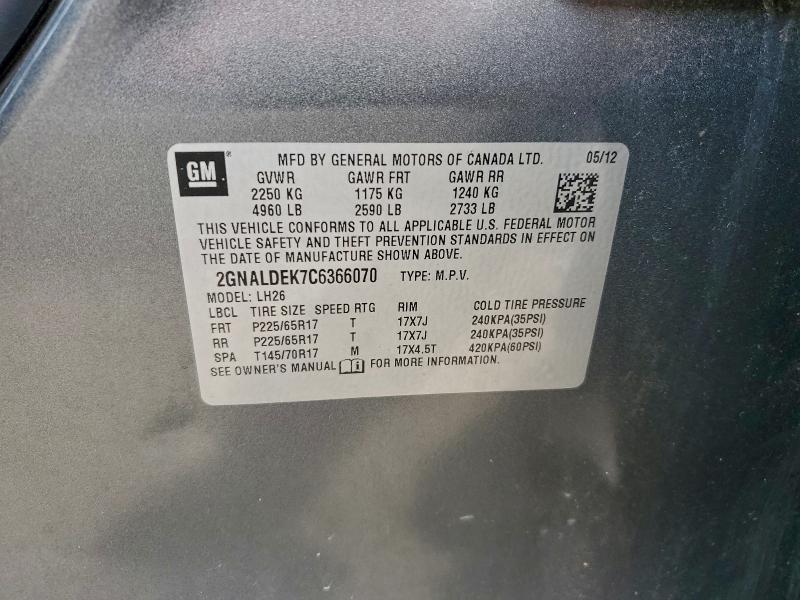 GM® MFD BY GENERAL MOTORS OF CANADA LTD. 05/12
GVWR GAWR FRT GAWR RR
2250 KG 1175 KG 1240 KG
4960 LB 2590 LB 2733 LB
THIS VEHICLE CONFORMS TO ALL APPLICABLE U.S. FEDERAL MOTOR
VEHICLE SAFETY AND THEFT PREVENTION STANDARDS IN EFFECT ON
THE DATE OF MANUFACTURE SHOWN ABOVE.
2GNALDEK7C6366070 TYPE: M.P.V.
MODEL: LH26
LBCL TIRE SIZE SPEED RTG RIM COLD TIRE PRESSURE
FRT P225/65R17 T 17X7J 240KPA(35PSI)
RR P225/65R17 T 17X7J 240KPA(35PSI)
SPA T145/70R17 M 17X4.5T 420KPA(60PSI)
SEE OWNER'S MANUAL FOR MORE INFORMATION.